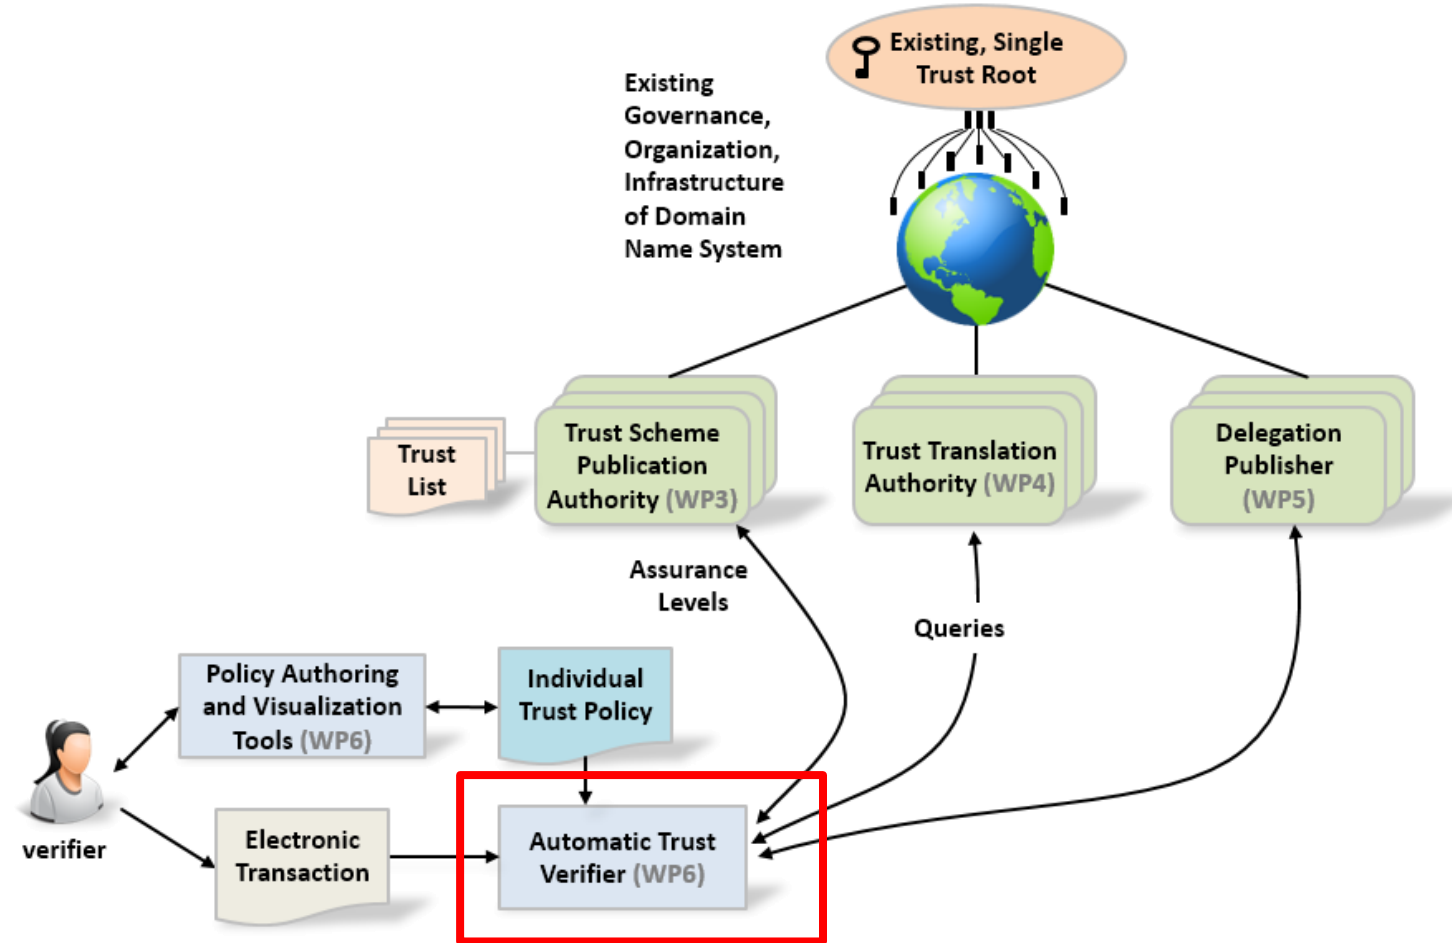 Existing, Single
Trust Root
Existing
Governance,
Organization,
Infrastructure
of Domain
Name System
Trust
List
Trust Scheme
Publication
Authority (WP3)
Trust Translation
Authority (WP4)
Delegation
Publisher
(WP5)
Assurance
Levels
Queries
Policy Authoring
and Visualization
Tools (WP6)
Individual
Trust Policy
verifier
Electronic
Transaction
Automatic Trust
Verifier (WP6)